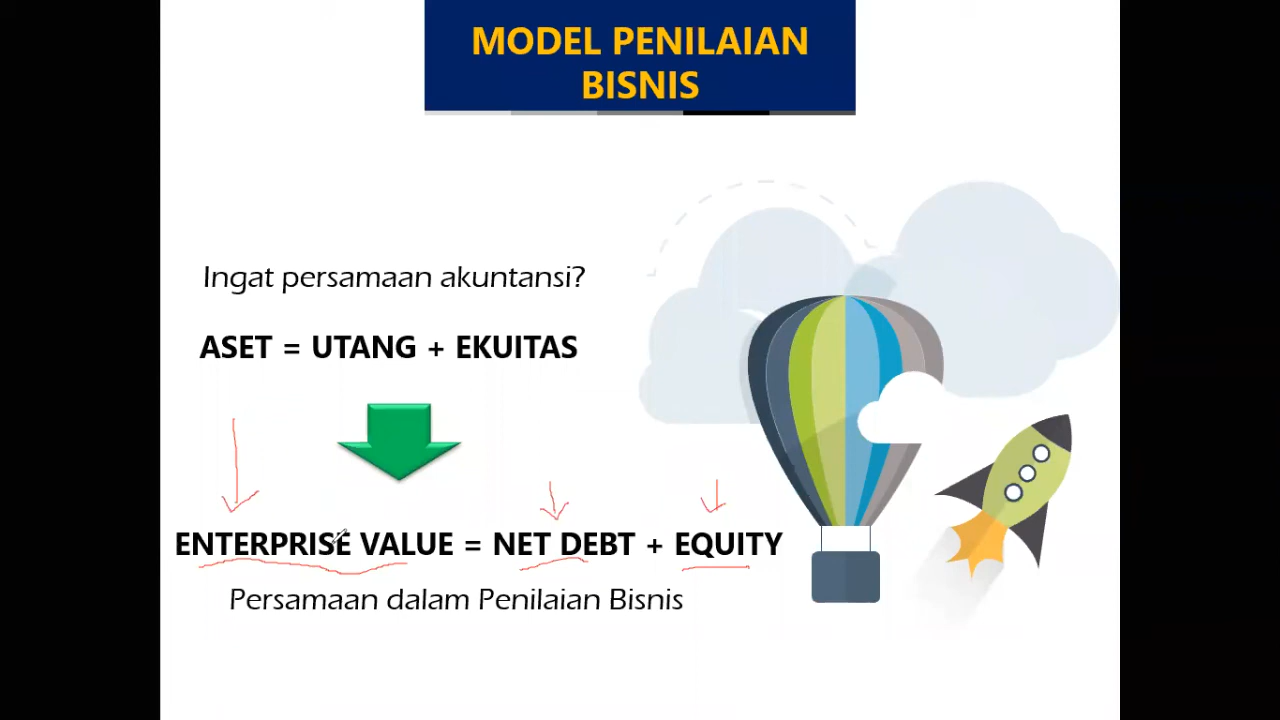 MODEL PENILAIAN
BISNIS
Ingat persamaan akuntansi?
ASET = UTANG + EKUITAS
ENTERPRISE VALUE = NET DEBT + EQUITY
Persamaan dalam Penilaian Bisnis